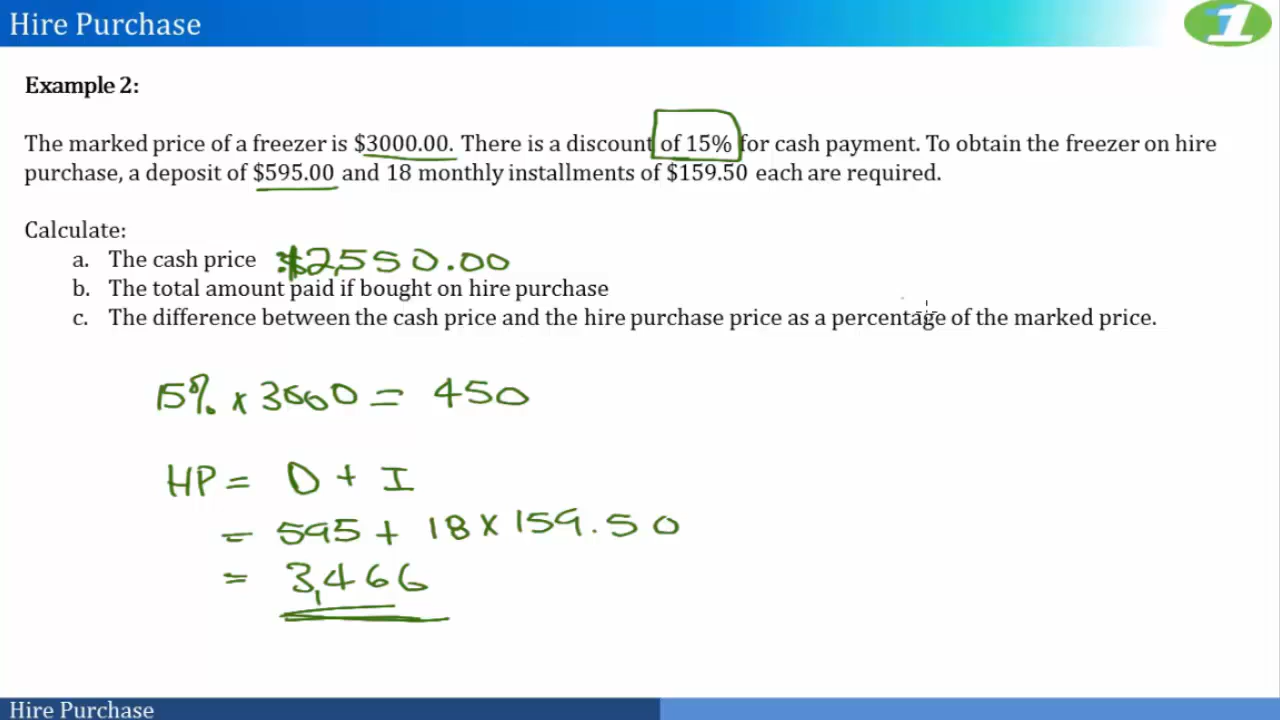 Hire Purchase
1
Example 2:
The marked price of a freezer is $3000.00. There is a discount of 15% for cash payment. To obtain the freezer on hire
purchase, a deposit of $595.00 and 18 monthly installments of $159.50 each are required.
Calculate:
a. The cash price :$2,550.00
b. The total amount paid if bought on hire purchase
c. The difference between the cash price and the hire purchase price as a percentage of the marked price.
15% x 3000 = 450
HP = D + I
= 595 + 18 x 159.50
= 3,466
Hire Purchase